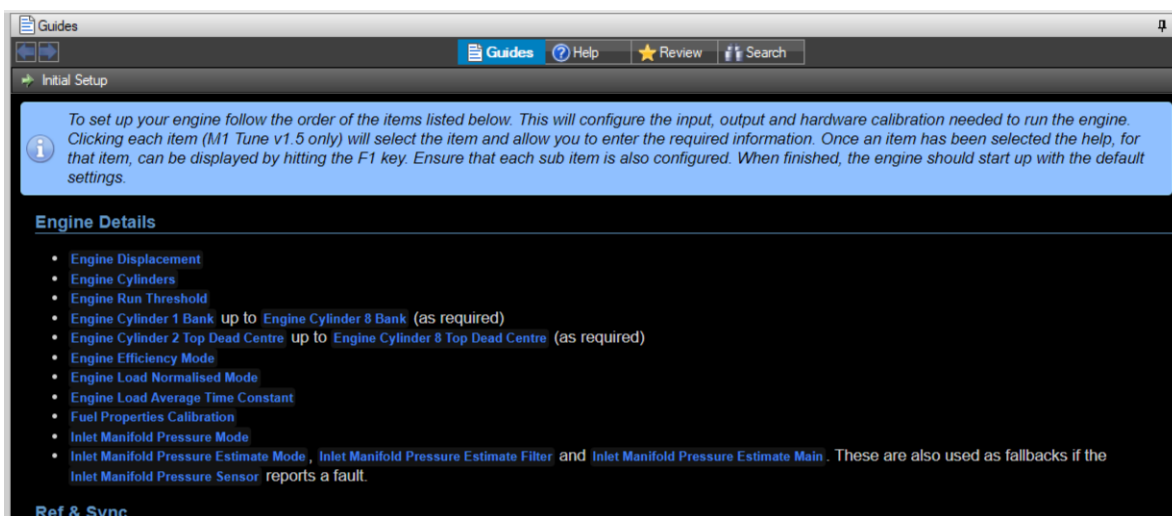 Guides
Guides Help Review Search
Initial Setup
To set up your engine follow the order of the items listed below. This will configure the input, output and hardware calibration needed to run the engine.
Clicking each item (M1 Tune v1.5 only) will select the item and allow you to enter the required information. Once an item has been selected the help, for
that item, can be displayed by hitting the F1 key. Ensure that each sub item is also configured. When finished, the engine should start up with the default
settings.
Engine Details
• Engine Displacement
• Engine Cylinders
• Engine Run Threshold
• Engine Cylinder 1 Bank up to Engine Cylinder 8 Bank (as required)
• Engine Cylinder 2 Top Dead Centre up to Engine Cylinder 8 Top Dead Centre (as required)
• Engine Efficiency Mode
• Engine Load Normalised Mode
• Engine Load Average Time Constant
• Fuel Properties Calibration
• Inlet Manifold Pressure Mode
• Inlet Manifold Pressure Estimate Mode, Inlet Manifold Pressure Estimate Filter and Inlet Manifold Pressure Estimate Main. These are also used as fallbacks if the
Inlet Manifold Pressure Sensor reports a fault.
Ref & Sync